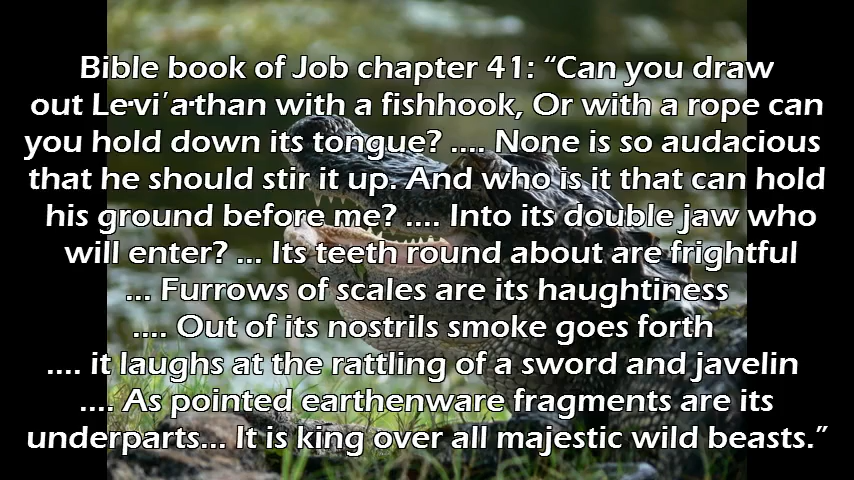 Bible book of Job chapter 41: “Can you draw
out Le·vi′a·than with a fishhook, Or with a rope can
you hold down its tongue? .... None is so audacious
that he should stir it up. And who is it that can hold
his ground before me? .... Into its double jaw who
will enter? ... Its teeth round about are frightful
... Furrows of scales are its haughtiness
.... Out of its nostrils smoke goes forth
.... it laughs at the rattling of a sword and javelin
.... As pointed earthenware fragments are its
underparts... It is king over all majestic wild beasts.”